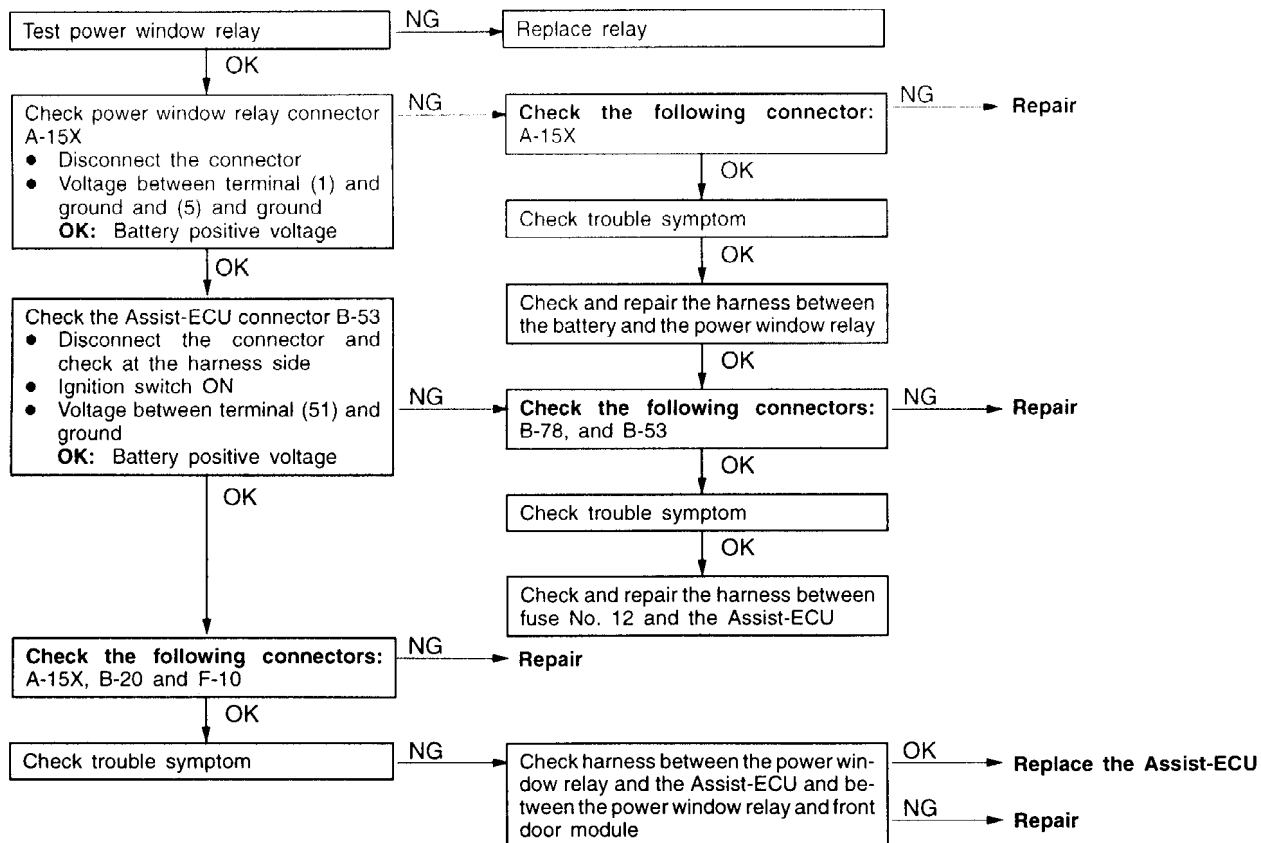 Test power window relay
NG
Replace relay
OK
Check power window relay connector
A-15X
● Disconnect the connector
● Voltage between terminal (1) and
ground and (5) and ground
OK: Battery positive voltage
NG
Check the following connector:
A-15X
NG
Repair
OK
Check trouble symptom
OK
Check and repair the harness between
the battery and the power window relay
OK
OK
Check the Assist-ECU connector B-53
● Disconnect the connector and
check at the harness side
● Ignition switch ON
● Voltage between terminal (51) and
ground
OK: Battery positive voltage
NG
Check the following connectors:
B-78, and B-53
NG
Repair
OK
Check trouble symptom
OK
Check and repair the harness between
fuse No. 12 and the Assist-ECU
OK
Check the following connectors:
A-15X, B-20 and F-10
NG
Repair
OK
Check trouble symptom
NG
Check harness between the power win-
dow relay and the Assist-ECU and be-
tween the power window relay and front
door module
OK
Replace the Assist-ECU
NG
Repair